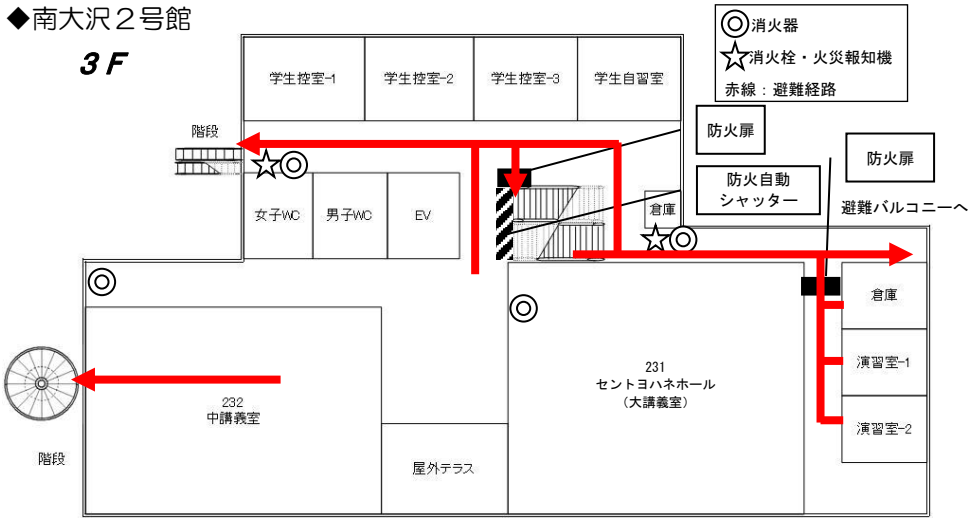 ◆南大沢２号館
3F
消火器
消火栓・火災報知機
赤線：避難経路
学生控室-1
学生控室-2
学生控室-3
学生自習室
防火扉
防火扉
階段
防火自動
シャッター
避難バルコニーへ
女子WC
男子WC
EV
倉庫
倉庫
231
セントヨハネホール
（大講義室）
演習室-1
232
中講義室
演習室-2
階段
屋外テラス